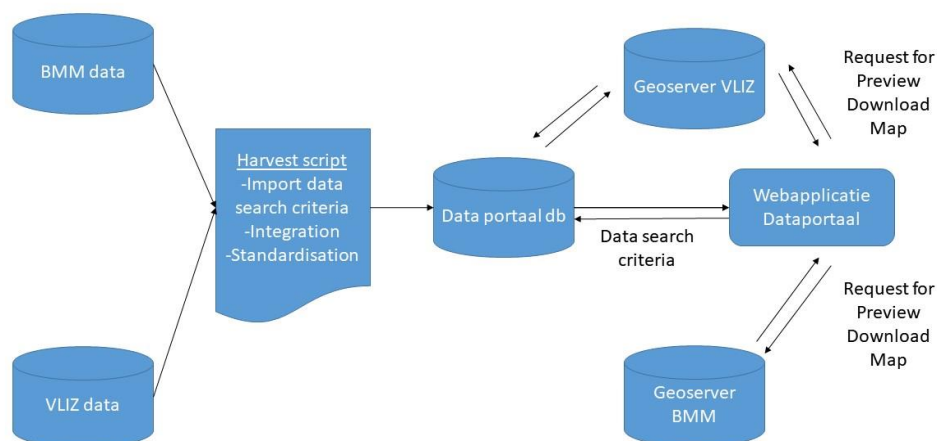 BMM data
VLIZ data
Harvest script
-Import data
search criteria
-Integration
-Standardisation
Data portaal db
Geoserver VLIZ
Request for
Preview
Download
Map
Webapplicatie
Dataportaal
Data search
criteria
Request for
Preview
Download
Map
Geoserver
BMM